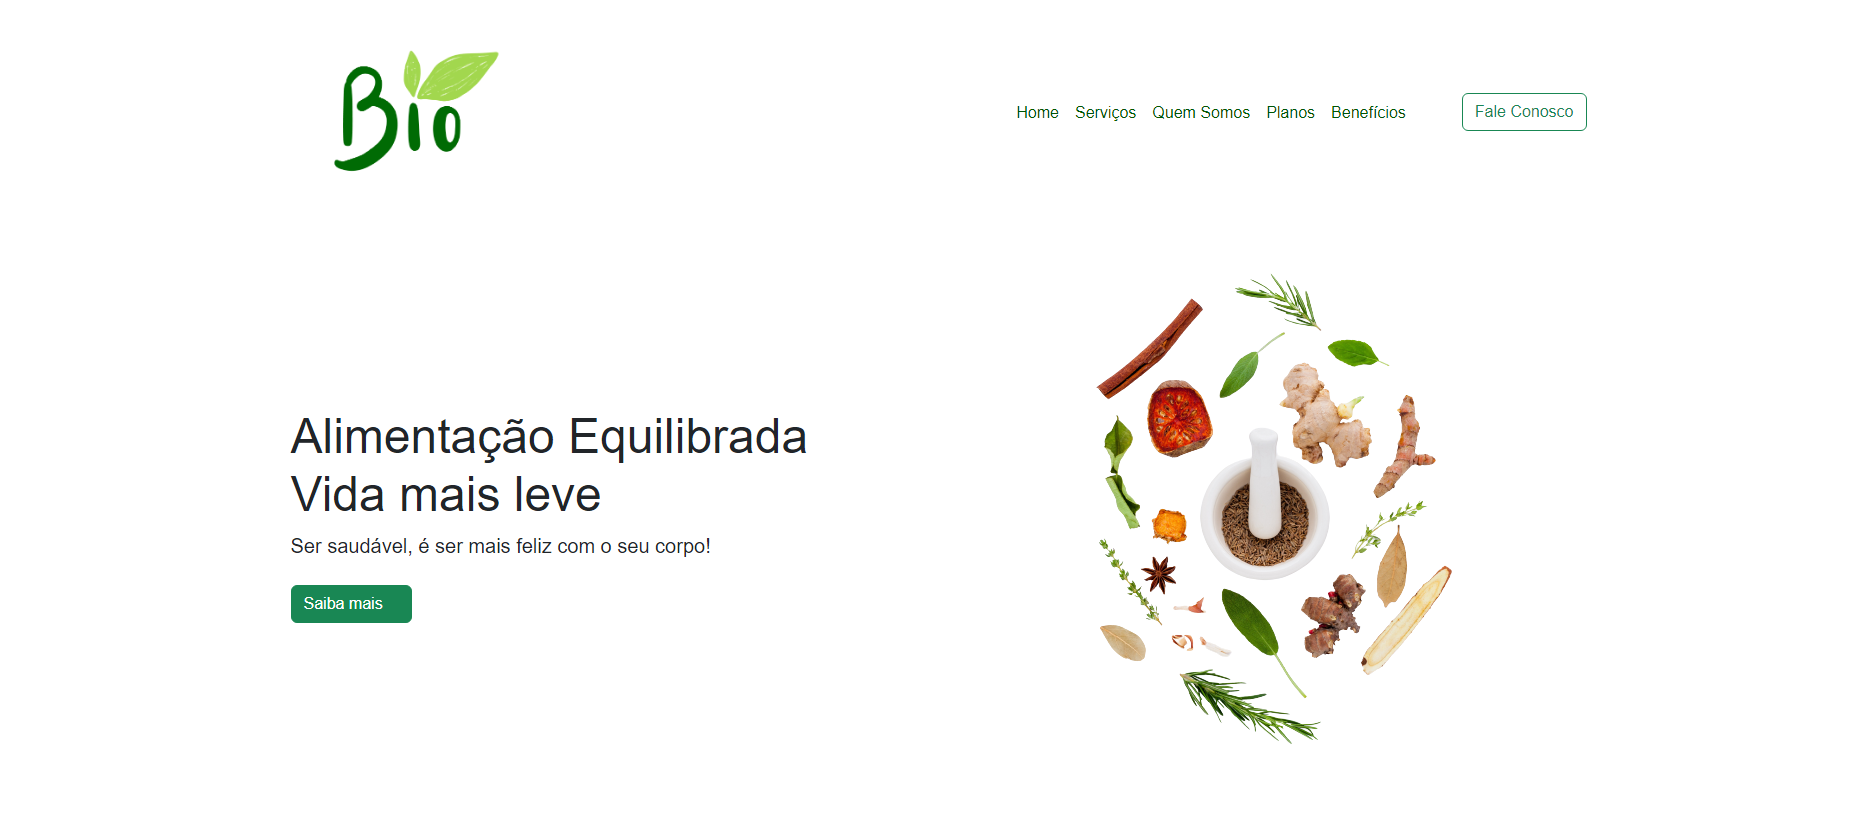 Bio
Home Serviços Quem Somos Planos Benefícios Fale Conosco
Alimentação Equilibrada
Vida mais leve
Ser saudável, é ser mais feliz com o seu corpo!
Saiba mais